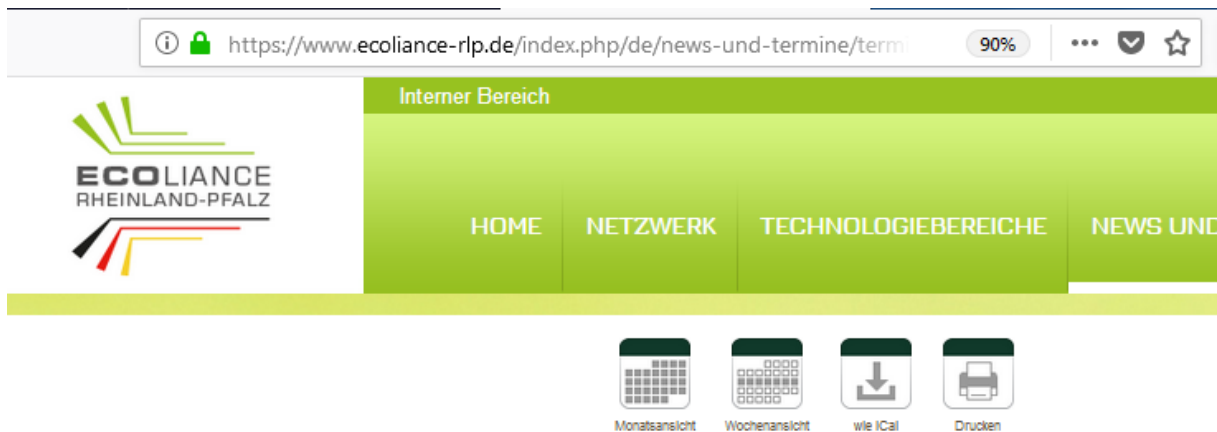 https://www.ecoliance-rlp.de/index.php/de/news-und-termine/term 90%
Interner Bereich
ECOLIANCE
RHEINLAND-PFALZ
HOME NETZWERK TECHNOLOGIEBEREICHE NEWS UND
Monatsansicht Wochenansicht wie iCal Drucken